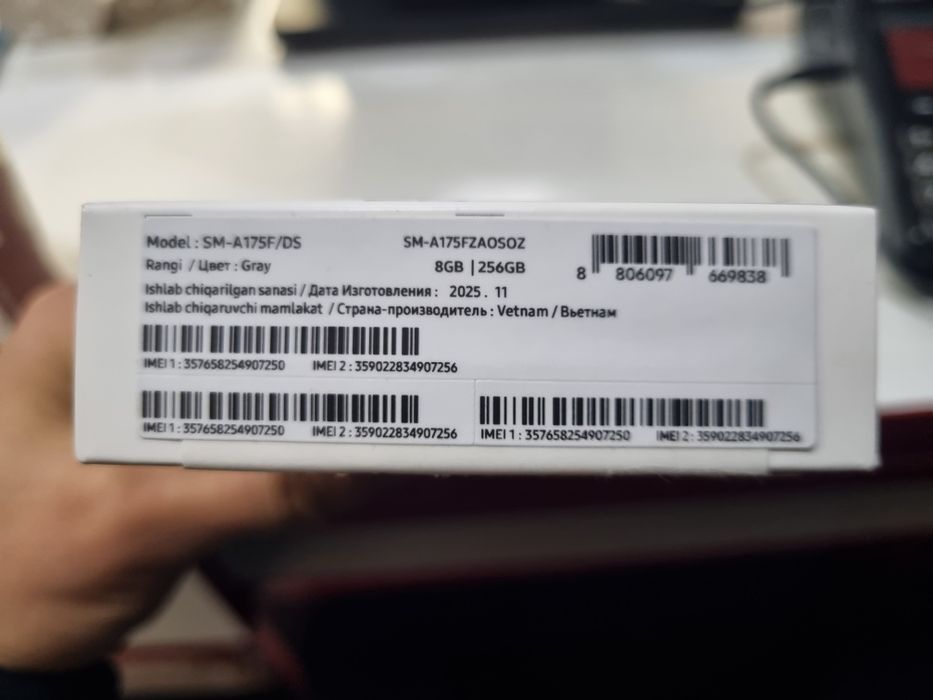 Model : SM-A175F/DS SM-A175FZAOSOZ
Rangi / Цвет : Gray 8GB | 256GB
8 806097 669838
Ishlab chiqarilgan sanasi / Дата Изготовления : 2025 . 11
Ishlab chiqaruvchi mamlakat / Страна-производитель : Vetnam / Вьетнам
IMEI 1 : 357658254907250 IMEI 2 : 359022834907256
IMEI 1 : 357658254907250 IMEI 2 : 359022834907256
IMEI 1 : 357658254907250 IMEI 2 : 359022834907256